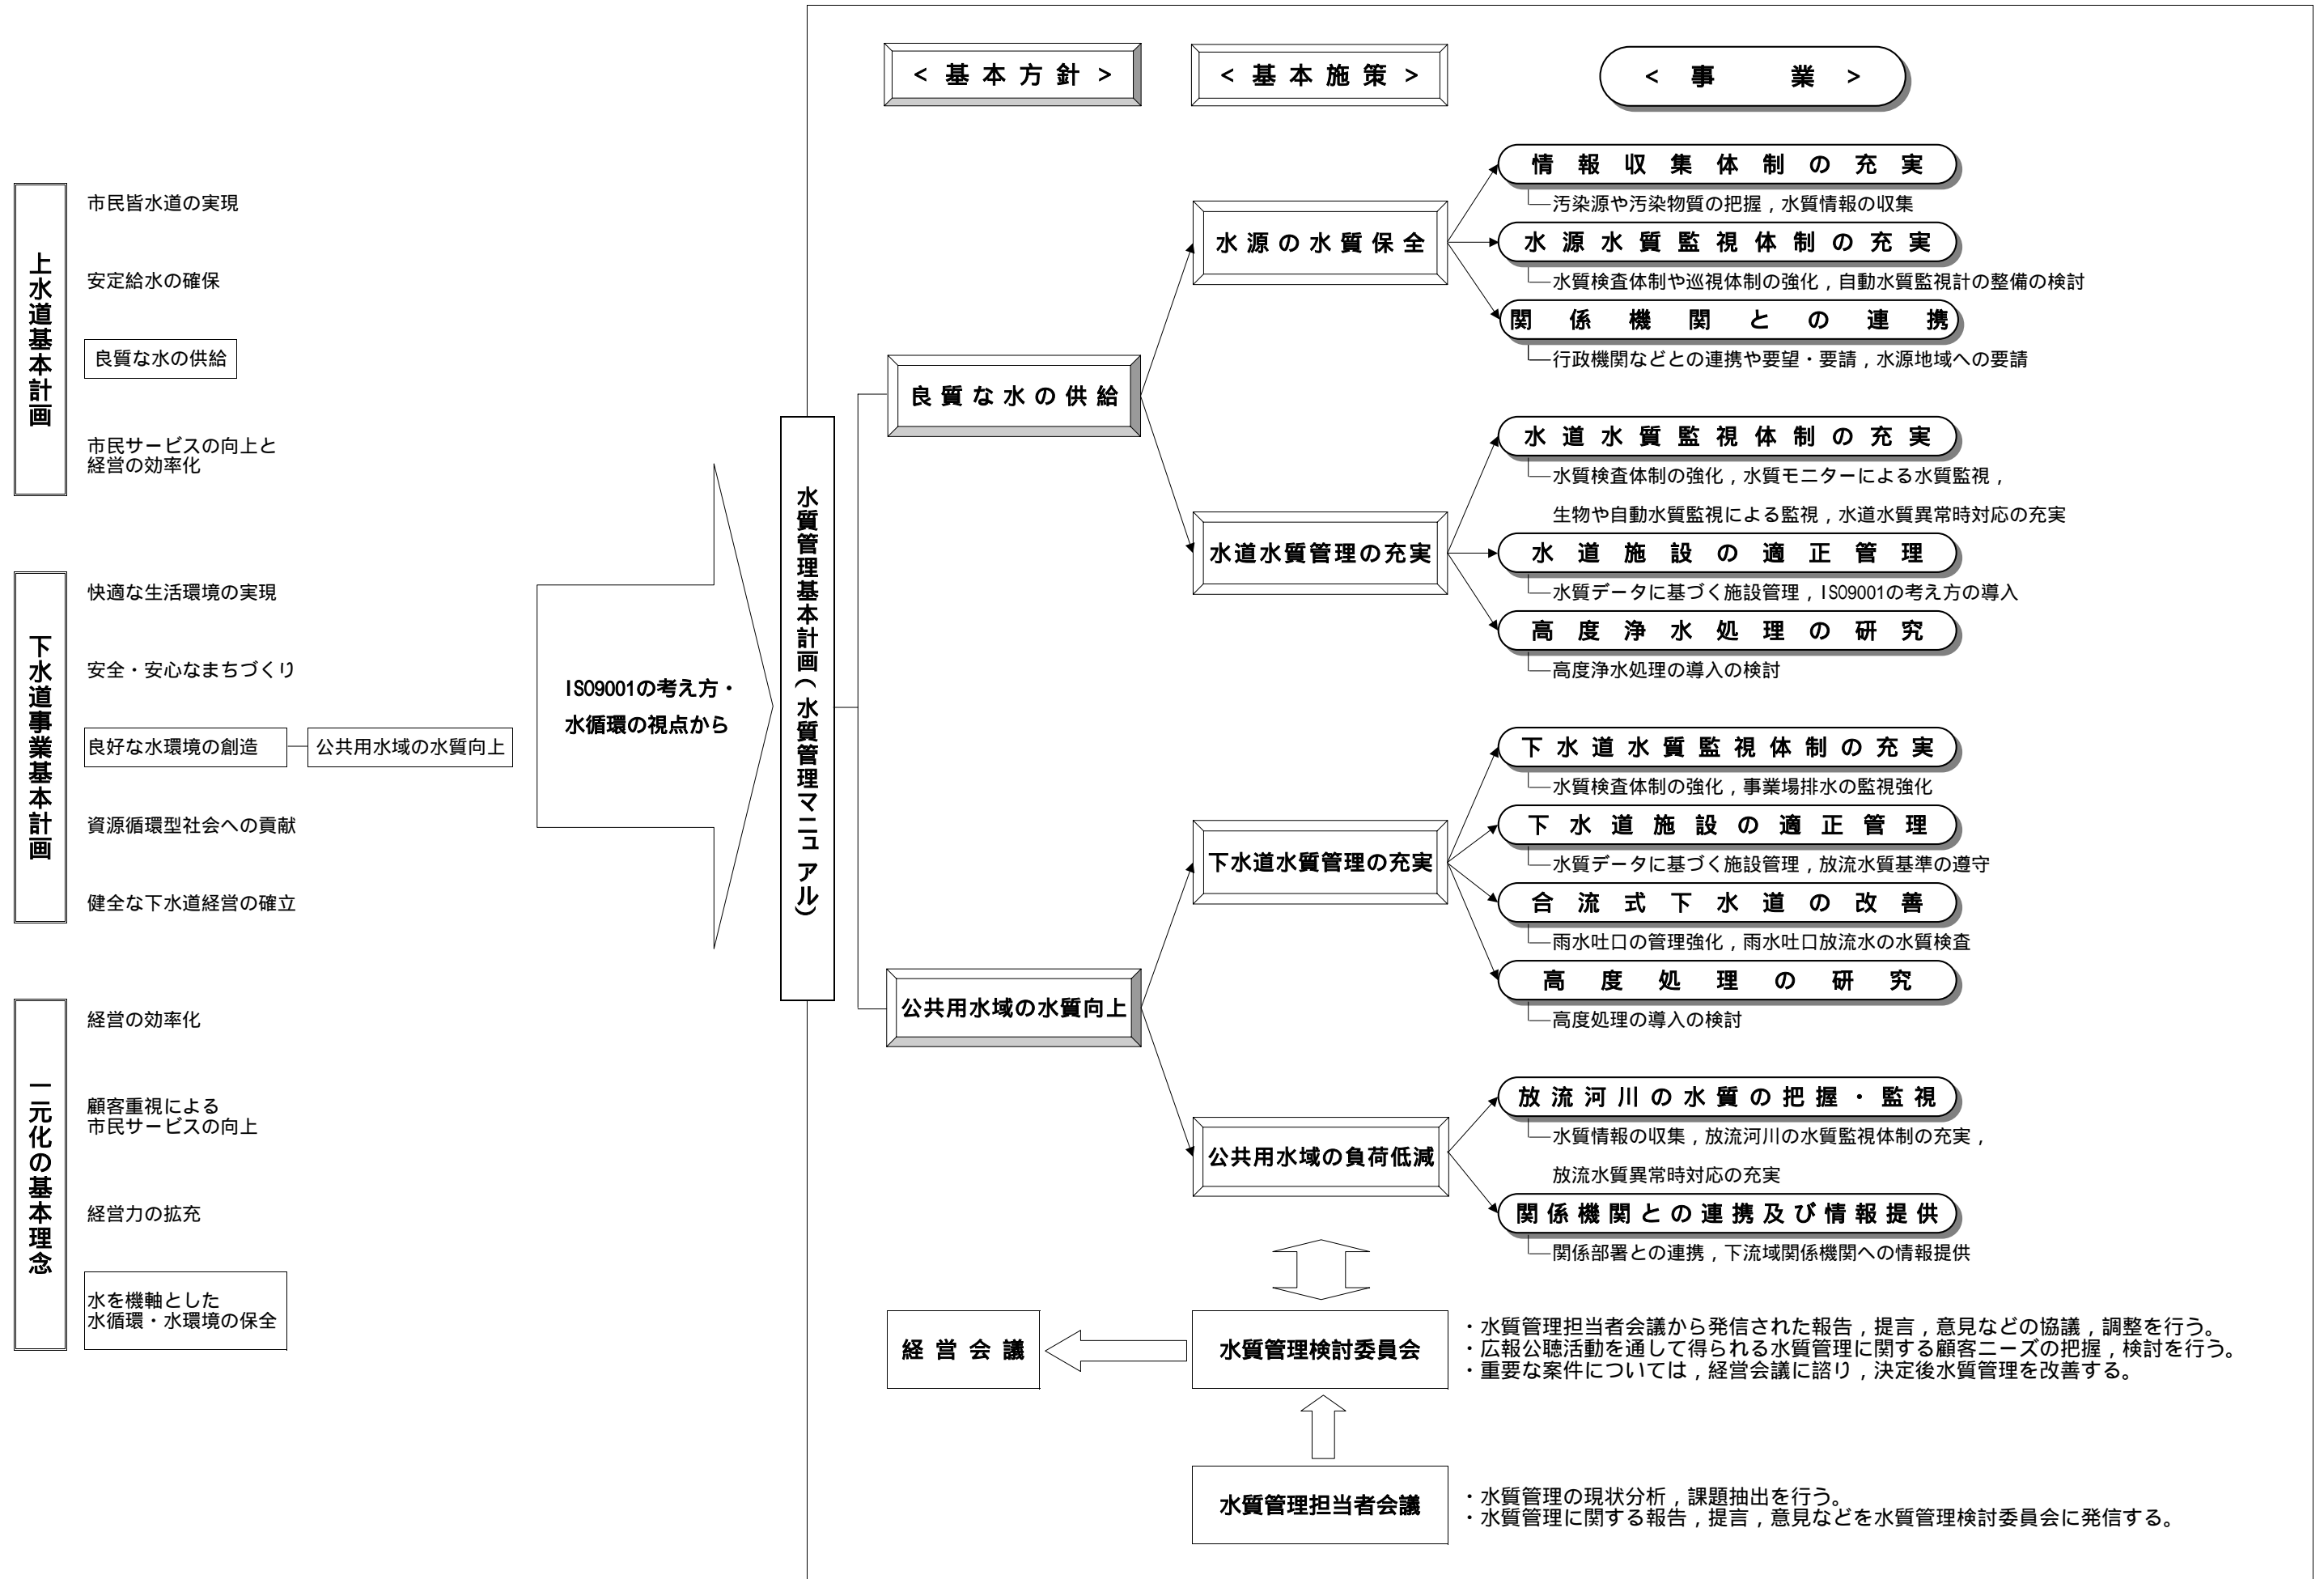 <基本方針>
<基本施策>
<事業>
上水道基本計画
市民皆水道の実現
安定給水の確保
良質な水の供給
市民サービスの向上と
経営の効率化
下水道事業基本計画
快適な生活環境の実現
安全・安心なまちづくり
良好な水環境の創造
公共用水域の水質向上
資源循環型社会への貢献
健全な下水道経営の確立
一元化の基本理念
経営の効率化
顧客重視による
市民サービスの向上
経営力の拡充
水を機軸とした
水循環・水環境の保全
ISO9001の考え方・
水循環の視点から
水質管理基本計画(水質管理マニュアル)
良質な水の供給
水源の水質保全
情報収集体制の充実
汚染源や汚染物質の把握,水質情報の収集
水源水質監視体制の充実
水質検査体制や巡視体制の強化,自動水質監視計の整備の検討
関係機関との連携
行政機関などとの連携や要望・要請,水源地域への要請
水道水質管理の充実
水道水質監視体制の充実
水質検査体制の強化,水質モニターによる水質監視,
生物や自動水質監視による監視,水道水質異常時対応の充実
水道施設の適正管理
水質データに基づく施設管理,ISO9001の考え方の導入
高度浄水処理の研究
高度浄水処理の導入の検討
公共用水域の水質向上
下水道水質管理の充実
下水道水質監視体制の充実
水質検査体制の強化,事業場排水の監視強化
下水道施設の適正管理
水質データに基づく施設管理,放流水質基準の遵守
合流式下水道の改善
雨水吐口の管理強化,雨水吐口放流水の水質検査
高度処理の研究
高度処理の導入の検討
公共用水域の負荷低減
放流河川の水質の把握・監視
水質情報の収集,放流河川の水質監視体制の充実,
放流水質異常時対応の充実
関係機関との連携及び情報提供
関係部署との連携,下流域関係機関への情報提供
経営会議
水質管理検討委員会
・水質管理担当者会議から発信された報告,提言,意見などの協議,調整を行う。
・広報公聴活動を通して得られる水質管理に関する顧客ニーズの把握,検討を行う。
・重要な案件については,経営会議に諮り,決定後水質管理を改善する。
水質管理担当者会議
・水質管理の現状分析,課題抽出を行う。
・水質管理に関する報告,提言,意見などを水質管理検討委員会に発信する。